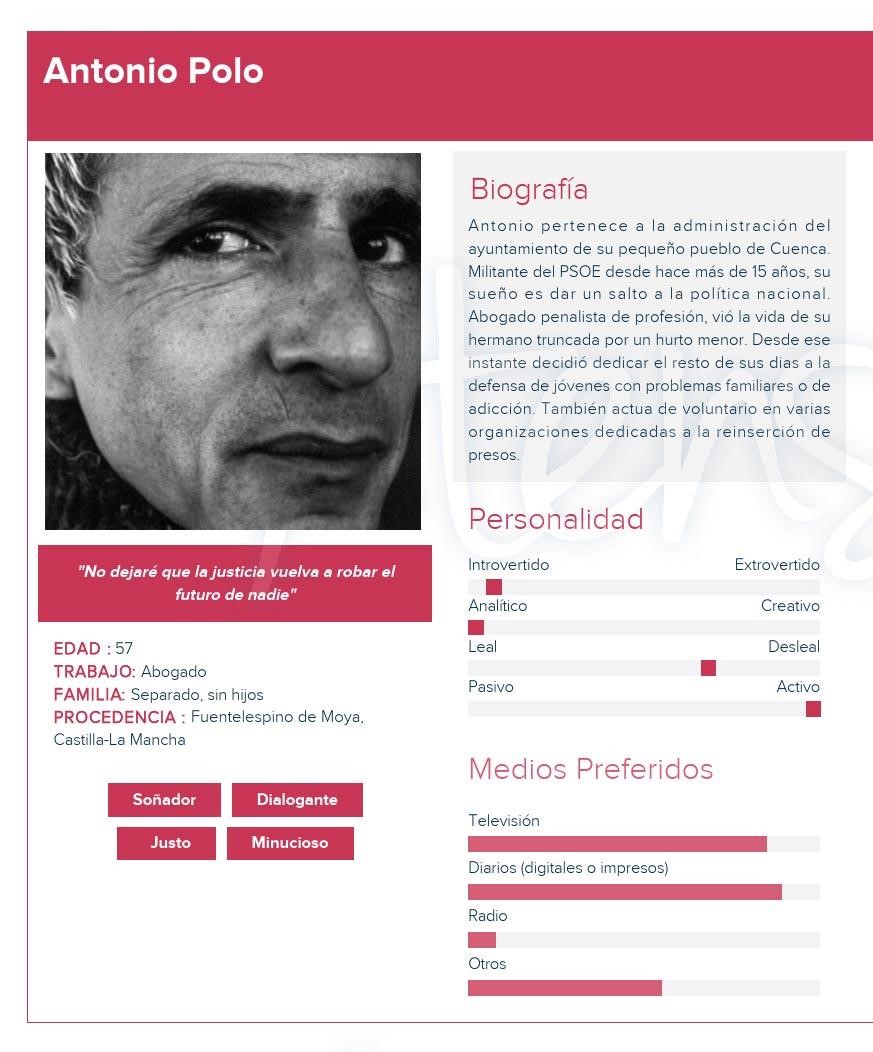 Antonio Polo
Biografía
Antonio pertenece a la administración del
ayuntamiento de su pequeño pueblo de Cuenca.
Militante del PSOE desde hace más de 15 años, su
sueño es dar un salto a la política nacional.
Abogado penalista de profesión, vió la vida de su
hermano truncada por un hurto menor. Desde ese
instante decidió dedicar el resto de sus dias a la
defensa de jóvenes con problemas familiares o de
adicción. También actua de voluntario en varias
organizaciones dedicadas a la reinserción de
presos.
"No dejaré que la justicia vuelva a robar el
futuro de nadie"
EDAD : 57
TRABAJO: Abogado
FAMILIA: Separado, sin hijos
PROCEDENCIA : Fuentelespino de Moya,
Castilla-La Mancha
Soñador Dialogante
Justo Minucioso
Personalidad
Introvertido Extrovertido
Analítico Creativo
Leal Desleal
Pasivo Activo
Medios Preferidos
Televisión
Diarios (digitales o impresos)
Radio
Otros